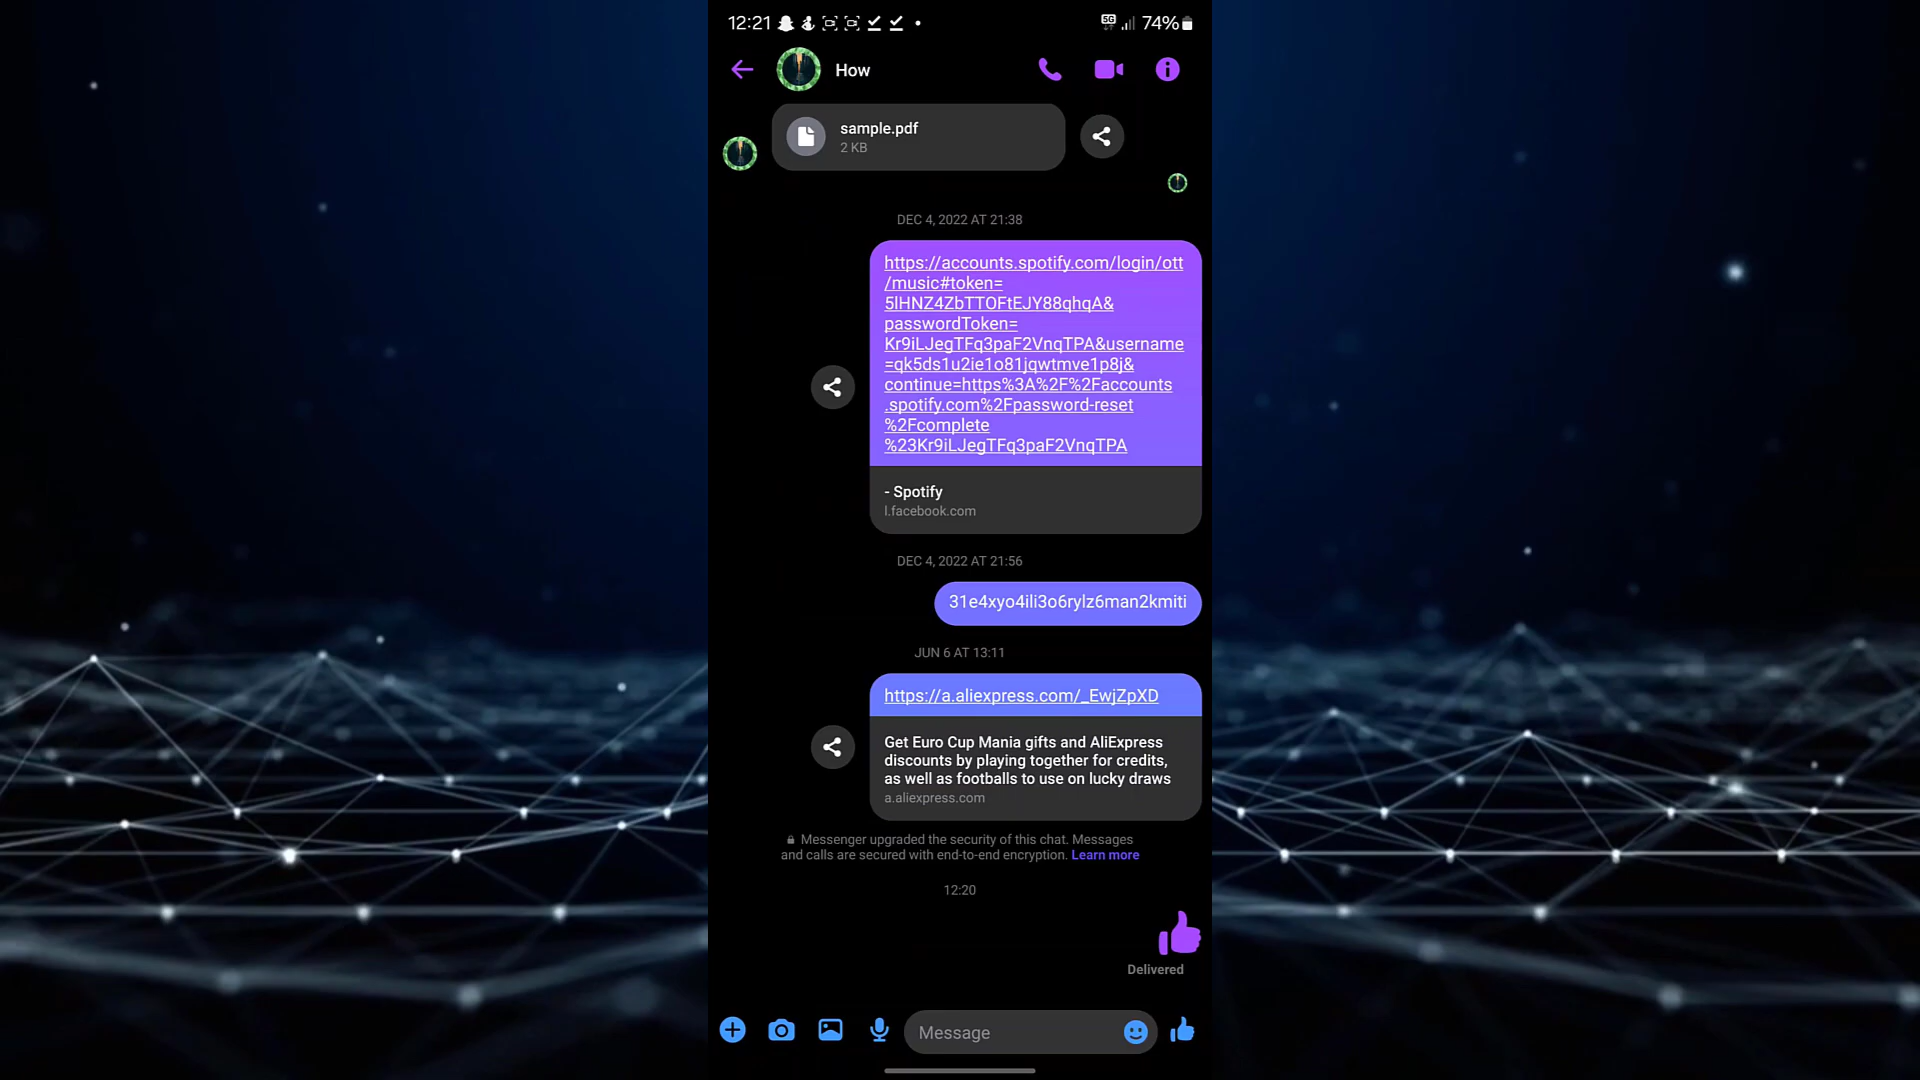 12:21
5G
74%
How
sample.pdf
2 KB
DEC 4, 2022 AT 21:38
https://accounts.spotify.com/login/ott
/music#token=
5lHNZ4ZbTTOFtEJY88qhqA&
passwordToken=
Kr9iLJegTFq3paF2VnqTPA&username
=qk5ds1u2ie1o81jqwtmve1p8j&
continue=https%3A%2F%2Faccounts
.spotify.com%2Fpassword-reset
%2Fcomplete
%23Kr9iLJegTFq3paF2VnqTPA
- Spotify
l.facebook.com
DEC 4, 2022 AT 21:56
31e4xyo4ili3o6rylz6man2kmiti
JUN 6 AT 13:11
https://a.aliexpress.com/_EwjZpXD
Get Euro Cup Mania gifts and AliExpress
discounts by playing together for credits,
as well as footballs to use on lucky draws
a.aliexpress.com
Messenger upgraded the security of this chat. Messages
and calls are secured with end-to-end encryption. Learn more
12:20
Delivered
Message